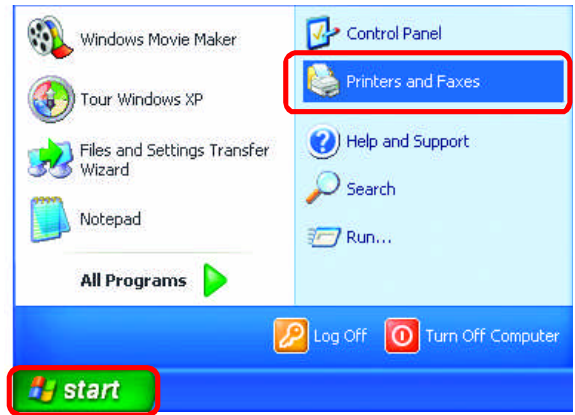 Windows Movie Maker
Tour Windows XP
Files and Settings Transfer
Wizard
Notepad
All Programs
Control Panel
Printers and Faxes
Help and Support
Search
Run...
Log Off
Turn Off Computer
start